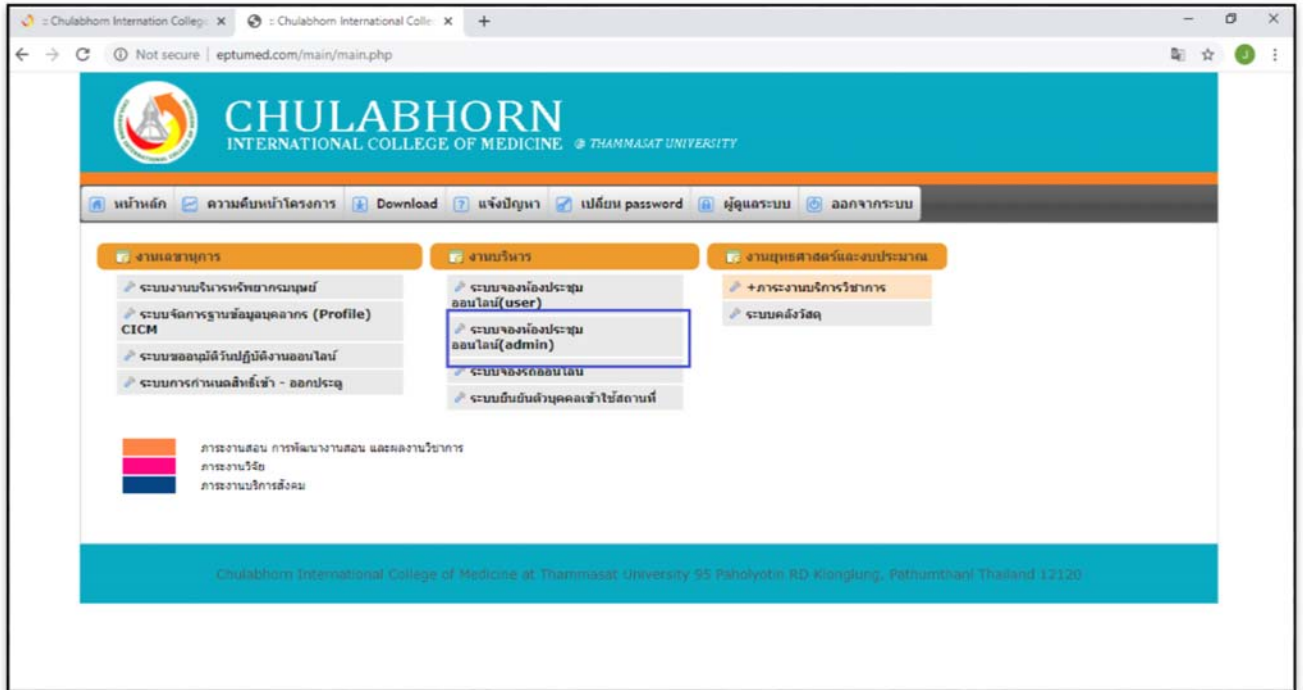 :: Chulabhorn Internation College
:: Chulabhorn International Colle
Not secure | eptumed.com/main/main.php
J
CHULABHORN
INTERNATIONAL COLLEGE OF MEDICINE @ THAMMASAT UNIVERSITY
หน้าหลัก ความคืบหน้าโครงการ Download แจ้งปัญหา เปลี่ยน password ผู้ดูแลระบบ ออกจากระบบ
งานเลขานุการ
ระบบงานบริหารทรัพยากรมนุษย์
ระบบจัดการฐานข้อมูลบุคลากร (Profile)
CICM
ระบบขออนุมัติวันปฏิบัติงานออนไลน์
ระบบการกำหนดสิทธิ์เข้า - ออกประตู
งานบริหาร
ระบบจองห้องประชุม
ออนไลน์(user)
ระบบจองห้องประชุม
ออนไลน์(admin)
ระบบจองรถออนไลน์
ระบบยืนยันตัวบุคคลเข้าใช้สถานที่
งานยุทธศาสตร์และงบประมาณ
+ภาระงานบริการวิชาการ
ระบบคลังวัสดุ
ภาระงานสอน การพัฒนางานสอน และผลงานวิชาการ
ภาระงานวิจัย
ภาระงานบริการสังคม
Chulabhorn International College of Medicine at Thammasat University 95 Paholyotin RD Klonglung, Pathumthani Thailand 12120